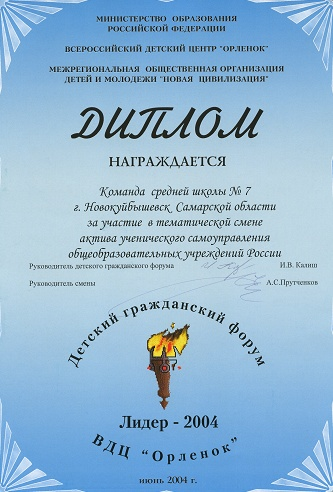 МИНИСТЕРСТВО ОБРАЗОВАНИЯ
РОССИЙСКОЙ ФЕДЕРАЦИИ
ВСЕРОССИЙСКИЙ ДЕТСКИЙ ЦЕНТР "ОРЛЕНОК"
МЕЖРЕГИОНАЛЬНАЯ ОБЩЕСТВЕННАЯ ОРГАНИЗАЦИЯ
ДЕТЕЙ И МОЛОДЕЖИ "НОВАЯ ЦИВИЛИЗАЦИЯ"
ДИПЛОМ
НАГРАЖДАЕТСЯ
Команда средней школы № 7
г. Новокуйбышевск Самарской области
за участие в тематической смене
актива ученического самоуправления
общеобразовательных учреждений России
Руководитель детского гражданского форума И.В. Калиш
Руководитель смены А.С.Прутченков
Детский гражданский форум
Лидер - 2004
ВДЦ "Орленок"
июнь 2004 г.